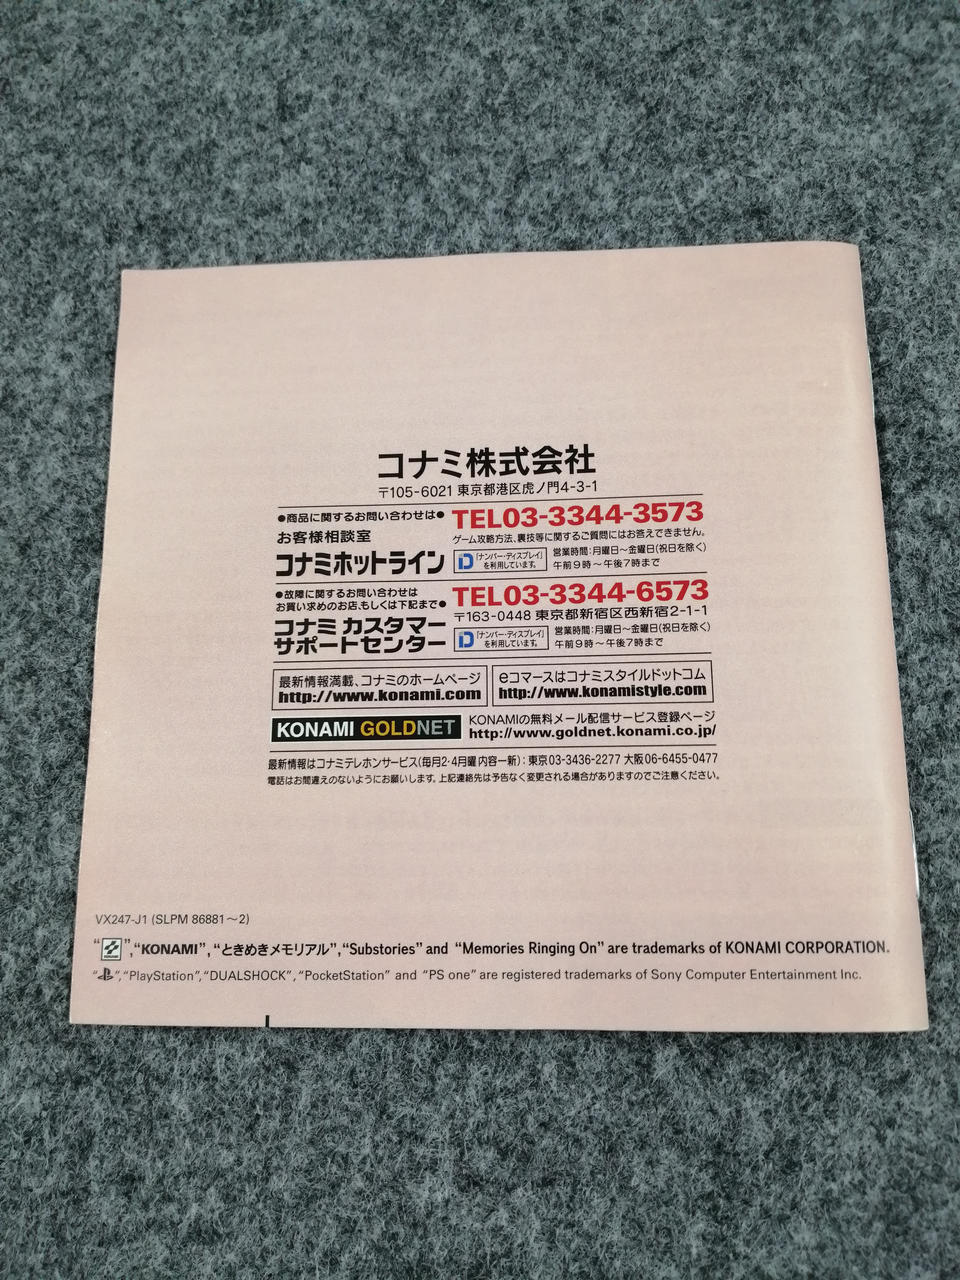 コナミ株式会社
〒105-6021 東京都港区虎ノ門4-3-1
●商品に関するお問い合わせは●
お客様相談室
コナミホットライン
TEL03-3344-3573
ゲーム攻略方法、裏技等に関するご質問にはお答えできません。
「ナンバー・ディスプレイ」
を利用しています。
営業時間:月曜日〜金曜日(祝日を除く)
午前9時〜午後7時まで
●故障に関するお問い合わせは
お買い求めのお店、もしくは下記まで●
コナミ カスタマー
サポートセンター
TEL03-3344-6573
〒163-0448 東京都新宿区西新宿2-1-1
「ナンバー・ディスプレイ」
を利用しています。
営業時間:月曜日〜金曜日(祝日を除く)
午前9時〜午後7時まで
最新情報満載、コナミのホームページ
http://www.konami.com
eコマースはコナミスタイルドットコム
http://www.konamistyle.com
KONAMI GOLDNET
KONAMIの無料メール配信サービス登録ページ
http://www.goldnet.konami.co.jp/
最新情報はコナミテレホンサービス(毎月2・4月曜内容一新):東京03-3436-2277 大阪06-6455-0477
電話はお間違えのないようにお願いします。上記連絡先は予告なく変更される場合がありますのでご注意ください。
VX247-J1 (SLPM 86881〜2)
“ ”,“KONAMI”,“ときめきメモリアル”,“Substories” and “Memories Ringing On” are trademarks of KONAMI CORPORATION.
“ ”,“PlayStation”,“DUALSHOCK”,“PocketStation” and “PS one” are registered trademarks of Sony Computer Entertainment Inc.